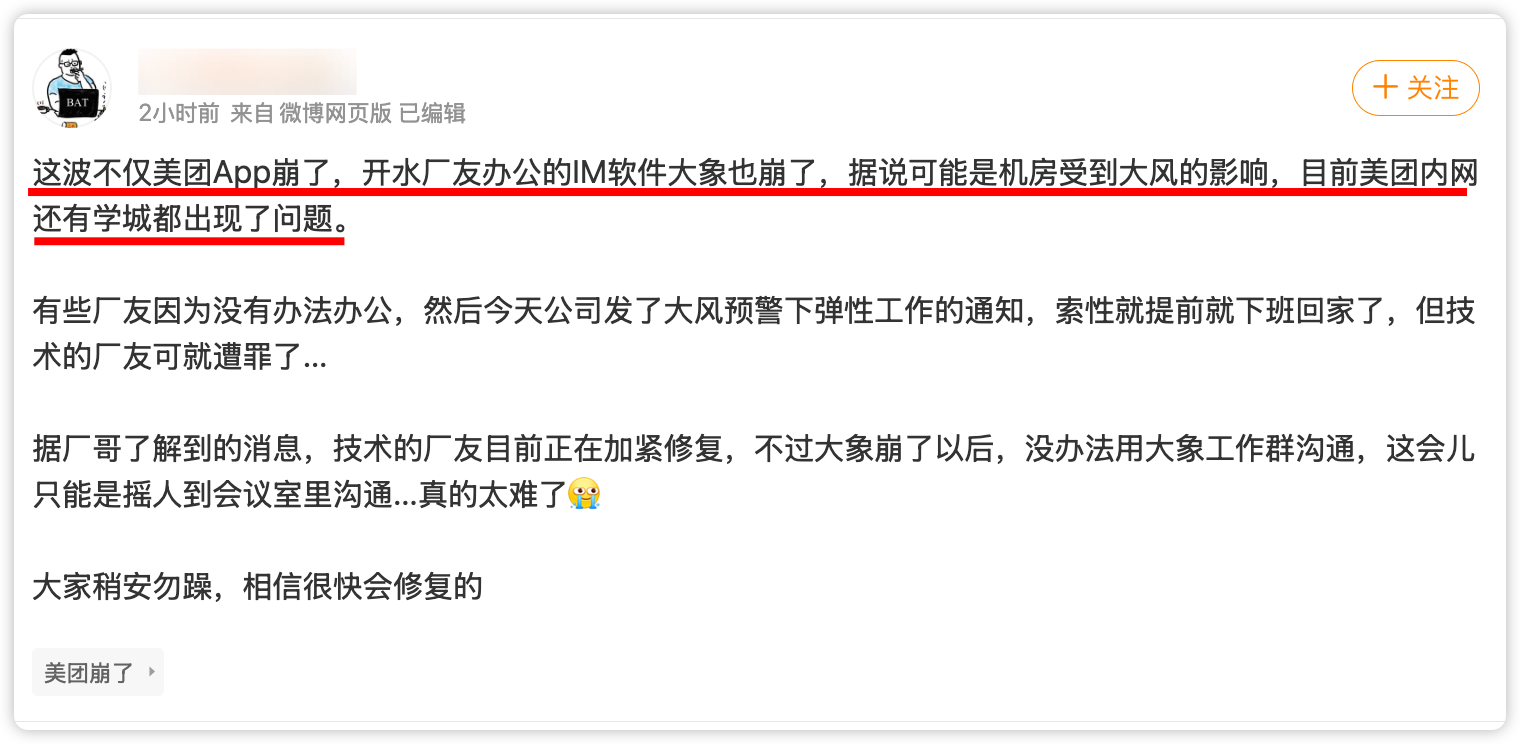 BAT
2小时前 来自 微博网页版 已编辑
+ 关注
这波不仅美团App崩了，开水厂友办公的IM软件大象也崩了，据说可能是机房受到大风的影响，目前美团内网
还有学城都出现了问题。
有些厂友因为没有办法办公，然后今天公司发了大风预警下弹性工作的通知，索性就提前就下班回家了，但技
术的厂友可就遭罪了...
据厂哥了解到的消息，技术的厂友目前正在加紧修复，不过大象崩了以后，没办法用大象工作群沟通，这会儿
只能是摇人到会议室里沟通...真的太难了😭
大家稍安勿躁，相信很快会修复的
美团崩了